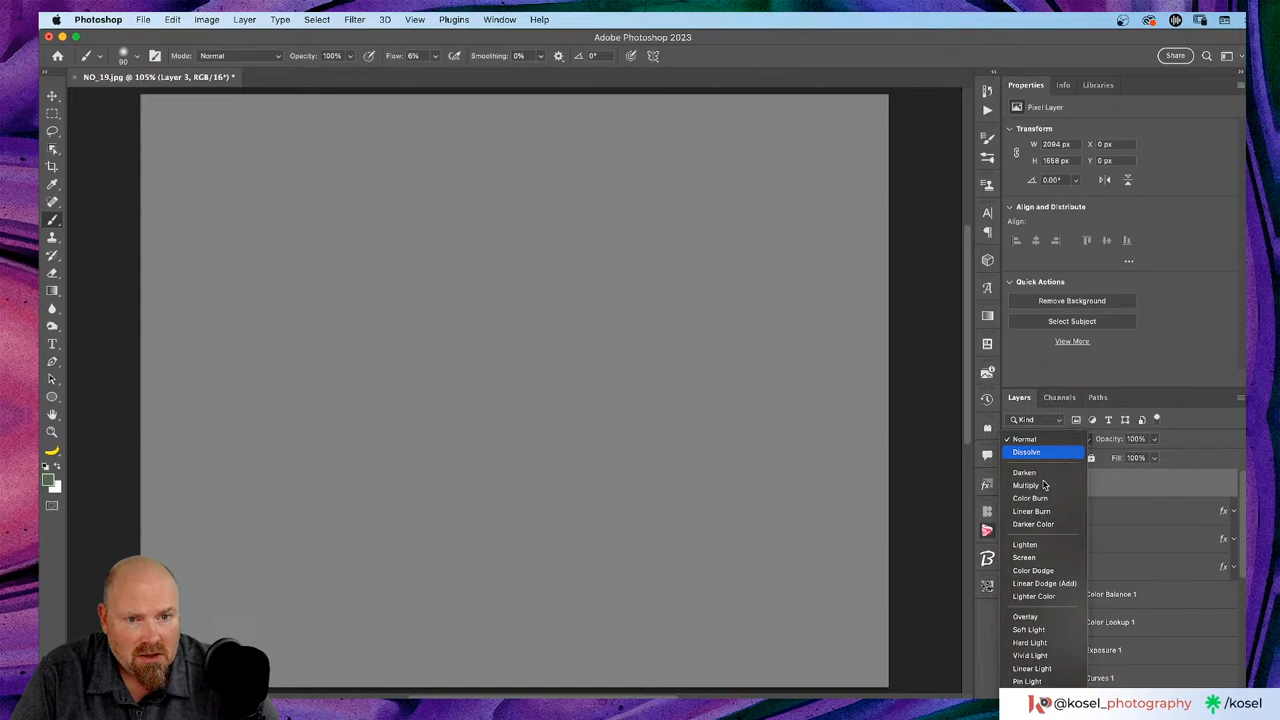 Photoshop File Edit Image Layer Type Select Filter 3D View Plugins Window Help
Adobe Photoshop 2023
90 Mode: Normal Opacity: 100% Flow: 6% Smoothing: 0% 0° Share
NO_19.jpg @ 105% (Layer 3, RGB/16*) *
Properties Info Libraries
Pixel Layer
Transform
W 2094 px X 0 px
H 1658 px Y 0 px
0.00°
Align and Distribute
Align:
Quick Actions
Remove Background
Select Subject
View More
Layers Channels Paths
Kind
Normal Opacity: 100%
Dissolve
Fill: 100%
Darken
Multiply
Color Burn
Linear Burn
Darker Color
Lighten
Screen
Color Dodge
Linear Dodge (Add)
Lighter Color
Overlay
Soft Light
Hard Light
Vivid Light
Linear Light
Pin Light
fx
fx
fx
Color Balance 1
Color Lookup 1
Exposure 1
Curves 1
@kosel_photography /kosel